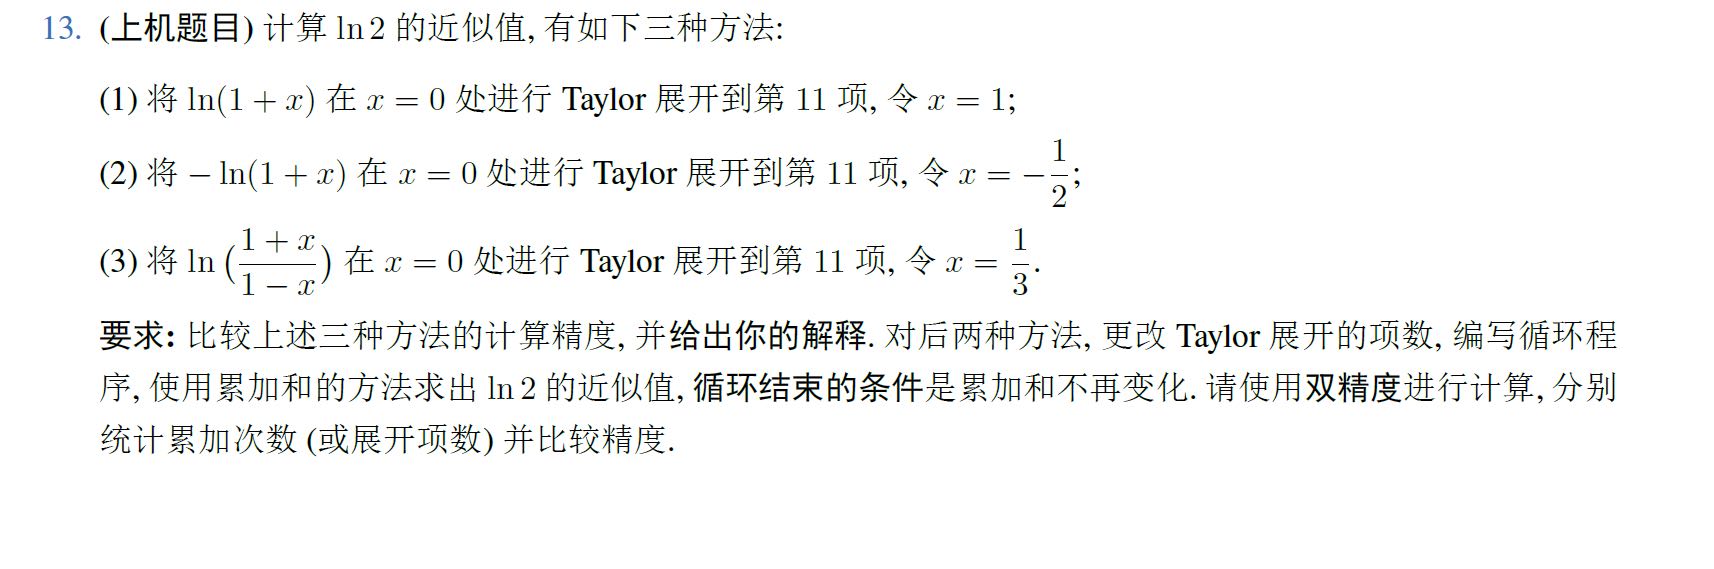 13. (上机题目) 计算 ln 2 的近似值, 有如下三种方法:
(1) 将 ln(1 + x) 在 x = 0 处进行 Taylor 展开到第 11 项, 令 x = 1;
(2) 将 − ln(1 + x) 在 x = 0 处进行 Taylor 展开到第 11 项, 令 x = −1/2;
(3) 将 ln ((1 + x)/(1 − x)) 在 x = 0 处进行 Taylor 展开到第 11 项, 令 x = 1/3.
要求: 比较上述三种方法的计算精度, 并给出你的解释. 对后两种方法, 更改 Taylor 展开的项数, 编写循环程
序, 使用累加和的方法求出 ln 2 的近似值, 循环结束的条件是累加和不再变化. 请使用双精度进行计算, 分别
统计累加次数 (或展开项数) 并比较精度.